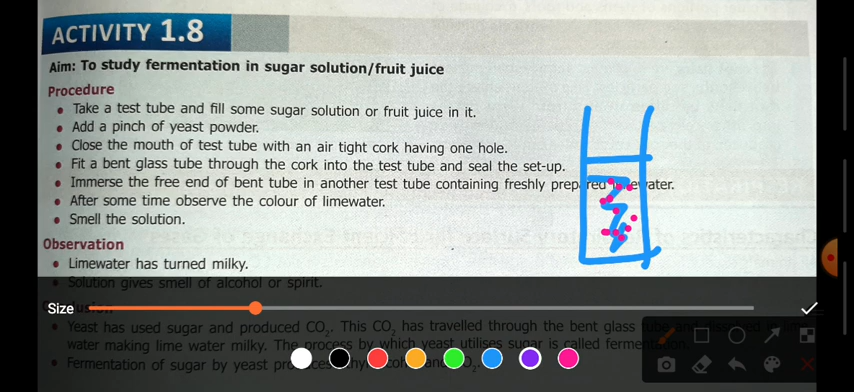 ACTIVITY 1.8
Aim: To study fermentation in sugar solution/fruit juice
Procedure
• Take a test tube and fill some sugar solution or fruit juice in it.
• Add a pinch of yeast powder.
• Close the mouth of test tube with an air tight cork having one hole.
• Fit a bent glass tube through the cork into the test tube and seal the set-up.
• Immerse the free end of bent tube in another test tube containing freshly prepared limewater.
• After some time observe the colour of limewater.
• Smell the solution.
Observation
• Limewater has turned milky.
• Solution gives smell of alcohol or spirit.
Size
• Yeast has used sugar and produced CO₂. This CO₂ has travelled through the bent glass tube and
water making lime water milky. The process by which yeast utilises sugar is called fermentation.
• Fermentation of sugar by yeast